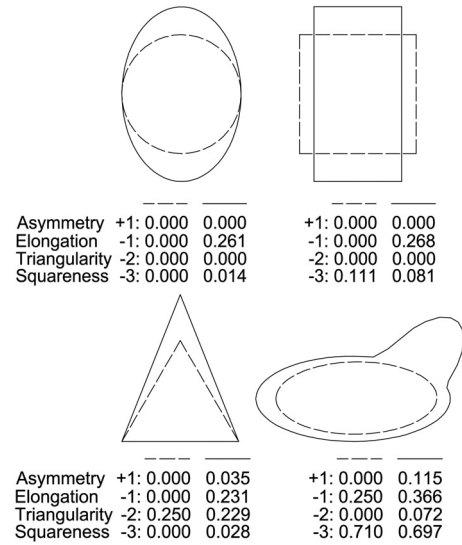 Asymmetry +1: 0.000 0.000 +1: 0.000 0.000
Elongation -1: 0.000 0.261 -1: 0.000 0.268
Triangularity -2: 0.000 0.000 -2: 0.000 0.000
Squareness -3: 0.000 0.014 -3: 0.111 0.081
Asymmetry +1: 0.000 0.035 +1: 0.000 0.115
Elongation -1: 0.000 0.231 -1: 0.250 0.366
Triangularity -2: 0.250 0.229 -2: 0.000 0.072
Squareness -3: 0.000 0.028 -3: 0.710 0.697